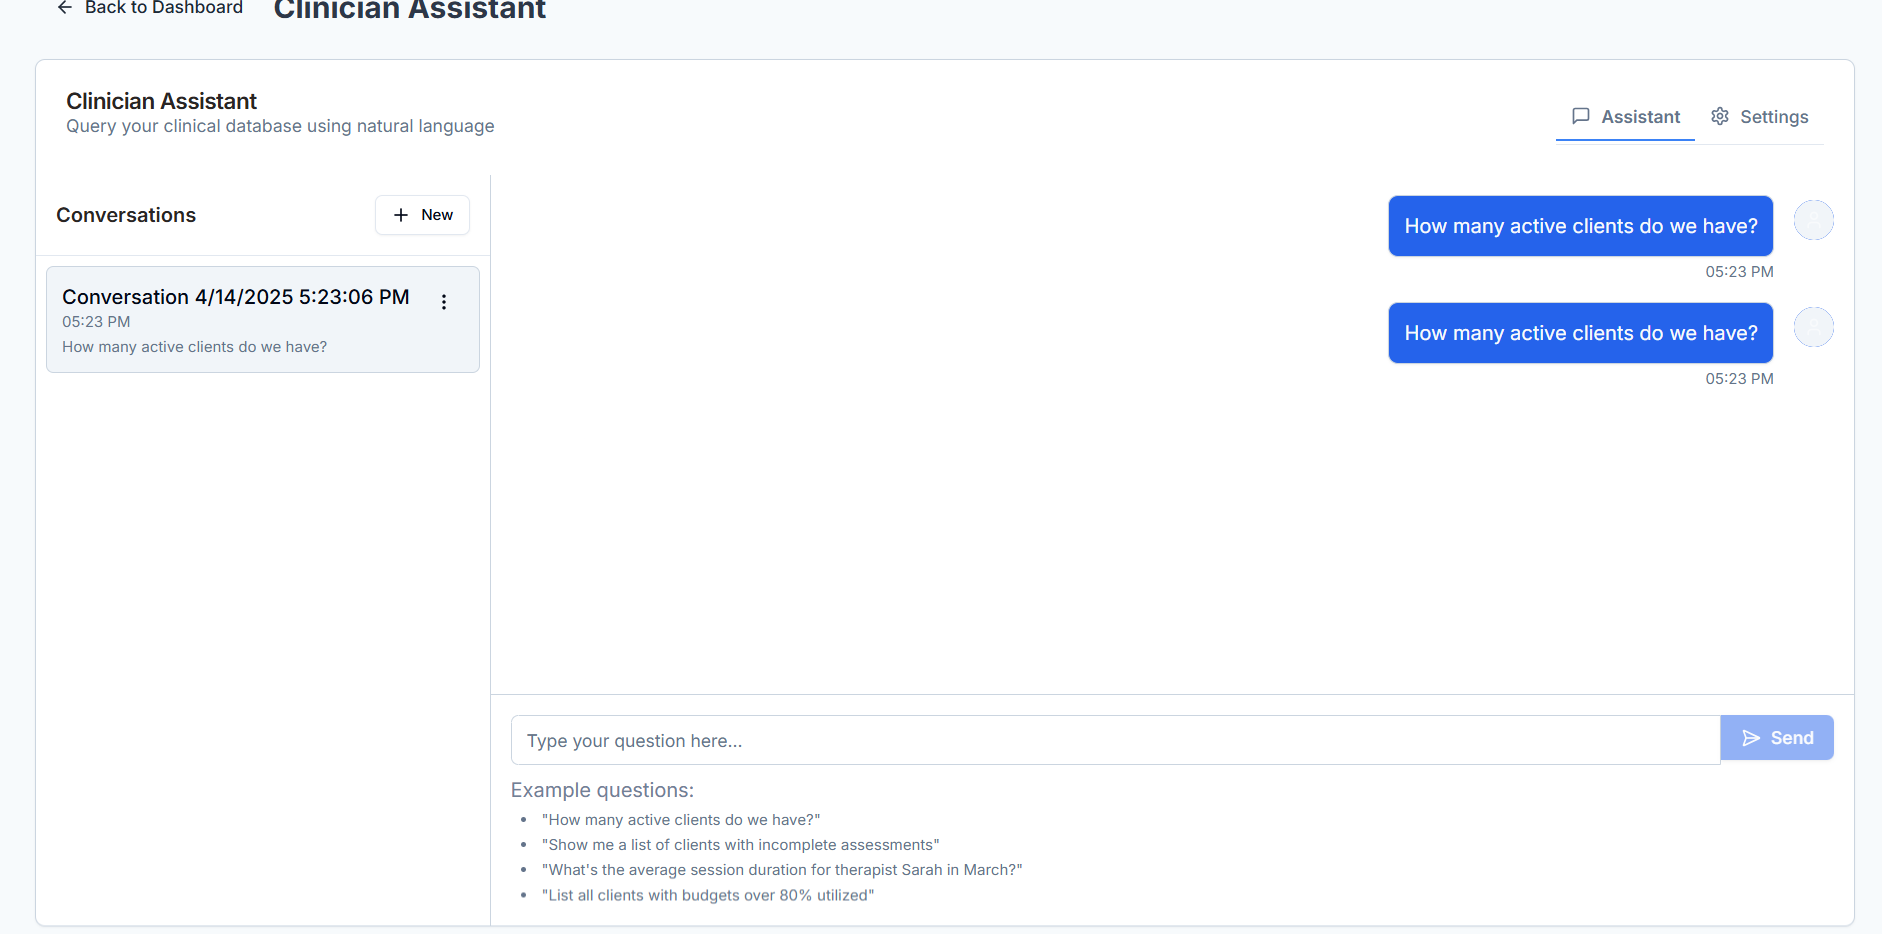 Back to Dashboard
Clinician Assistant
Clinician Assistant
Query your clinical database using natural language
Assistant
Settings
Conversations
New
Conversation 4/14/2025 5:23:06 PM
05:23 PM
How many active clients do we have?
How many active clients do we have?
05:23 PM
How many active clients do we have?
05:23 PM
Type your question here...
Send
Example questions:
• "How many active clients do we have?"
• "Show me a list of clients with incomplete assessments"
• "What's the average session duration for therapist Sarah in March?"
• "List all clients with budgets over 80% utilized"